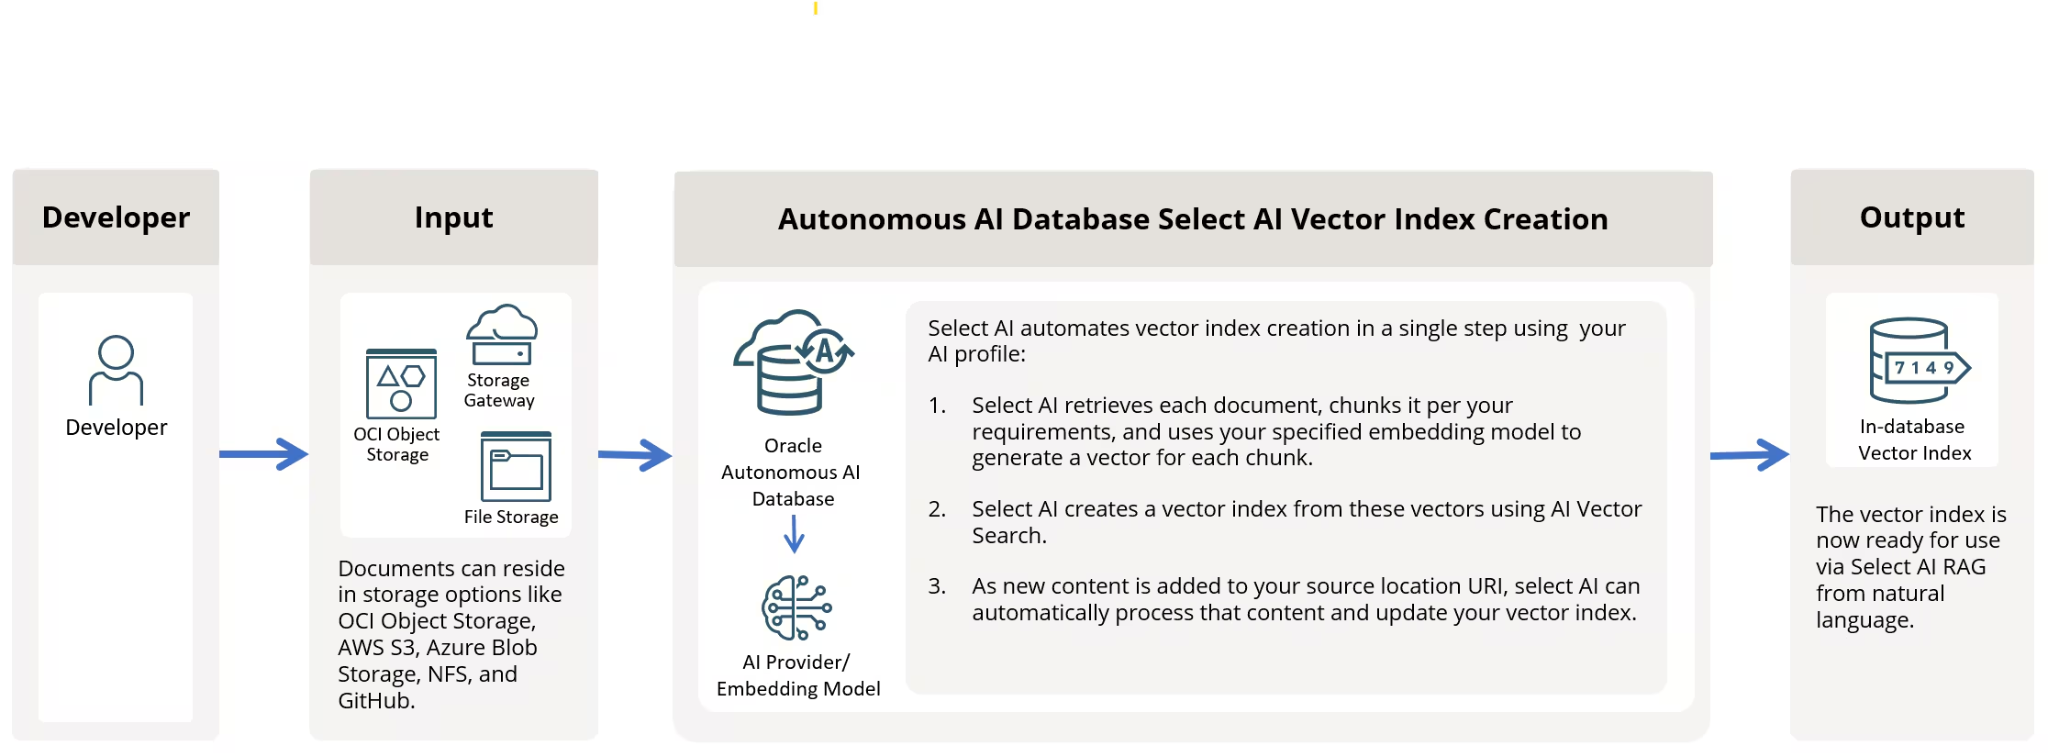 Developer
Developer
Input
OCI Object
Storage
Storage
Gateway
File Storage
Documents can reside
in storage options like
OCI Object Storage,
AWS S3, Azure Blob
Storage, NFS, and
GitHub.
Autonomous AI Database Select AI Vector Index Creation
A
Oracle
Autonomous AI
Database
AI Provider/
Embedding Model
Select AI automates vector index creation in a single step using  your
AI profile:
1. Select AI retrieves each document, chunks it per your
requirements, and uses your specified embedding model to
generate a vector for each chunk.
2. Select AI creates a vector index from these vectors using AI Vector
Search.
3. As new content is added to your source location URI, select AI can
automatically process that content and update your vector index.
Output
7 1 4 9
In-database
Vector Index
The vector index is
now ready for use
via Select AI RAG
from natural
language.